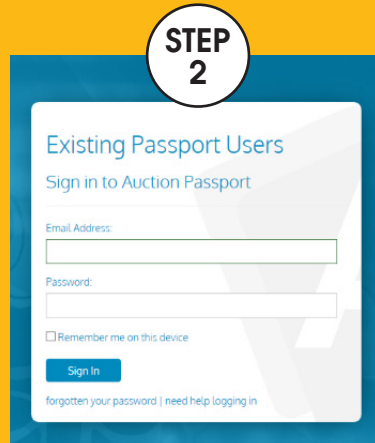 STEP
2
Existing Passport Users
Sign in to Auction Passport
Email Address:
Password:
Remember me on this device
Sign In
forgotten your password | need help logging in